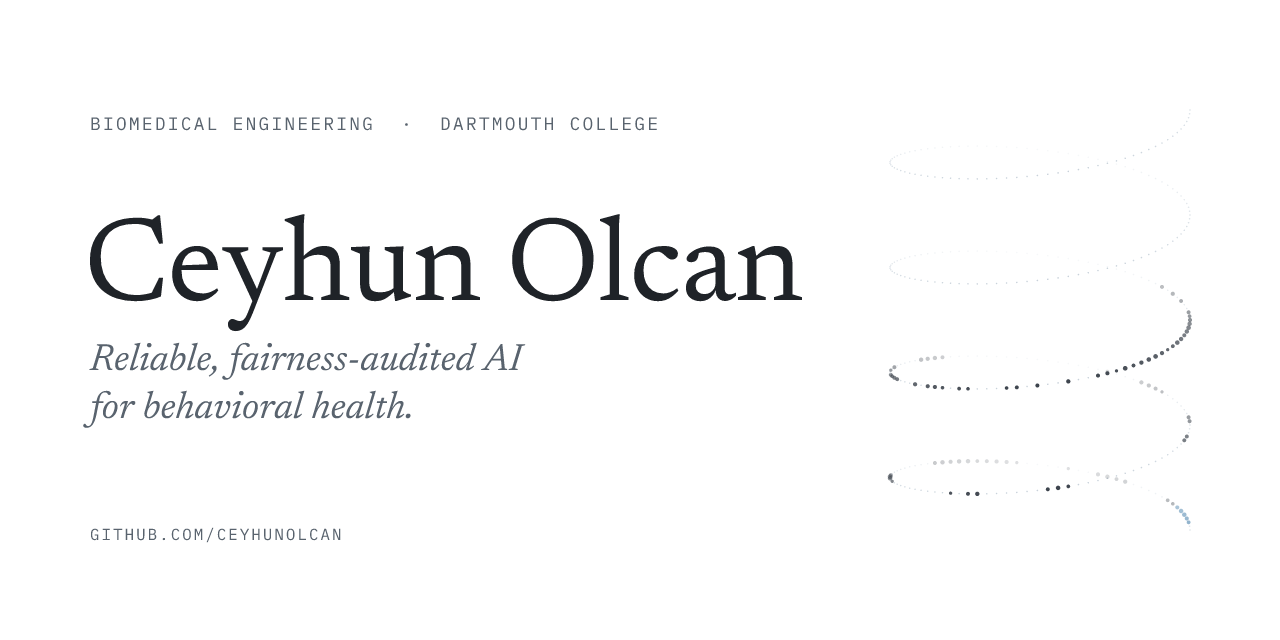 BIOMEDICAL ENGINEERING · DARTMOUTH COLLEGE
Ceyhun Olcan
Reliable, fairness-audited AI
for behavioral health.
GITHUB.COM/CEYHUNOLCAN